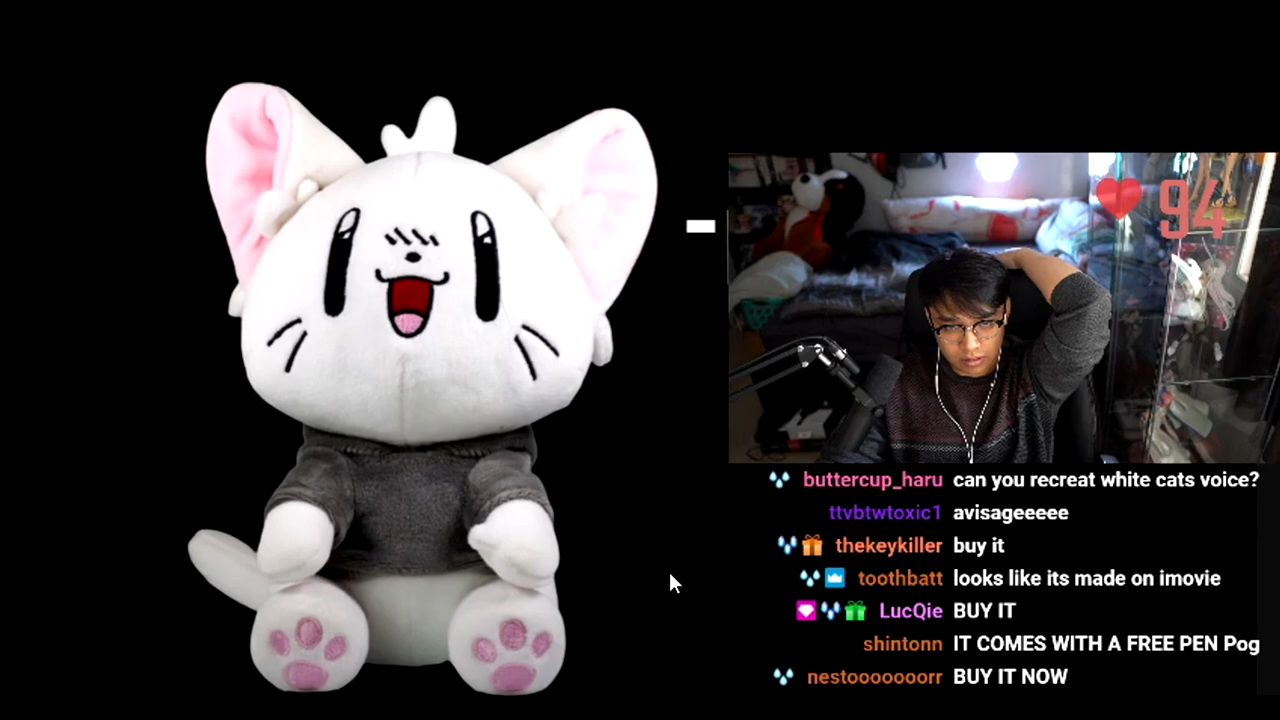 94
buttercup_haru can you recreat white cats voice?
ttvbtwtoxic1 avisageeeee
thekeykiller buy it
toothbatt looks like its made on imovie
LucQie BUY IT
shintonn IT COMES WITH A FREE PEN Pog
nestooooooorr BUY IT NOW